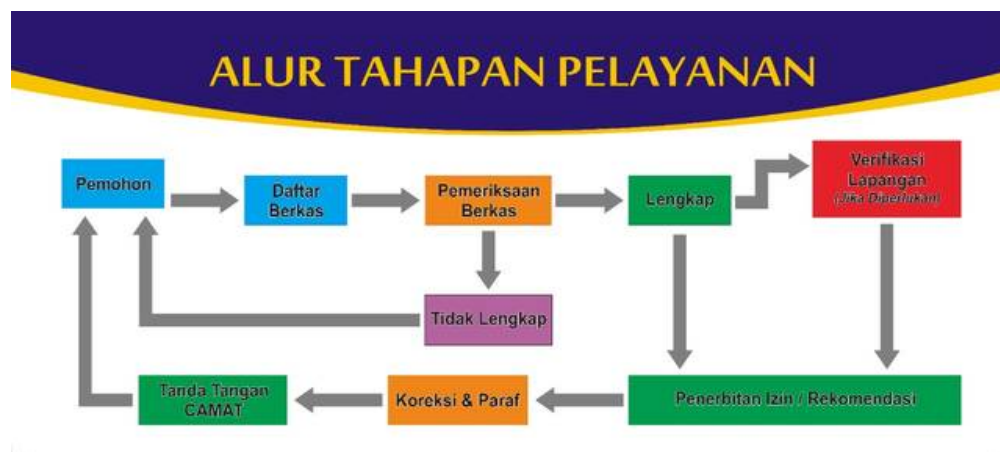 ALUR TAHAPAN PELAYANAN
Pemohon
Daftar
Berkas
Pemeriksaan
Berkas
Lengkap
Verifikasi
Lapangan
(Jika Diperlukan)
Tidak Lengkap
Tanda Tangan
CAMAT
Koreksi & Paraf
Penerbitan Izin / Rekomendasi